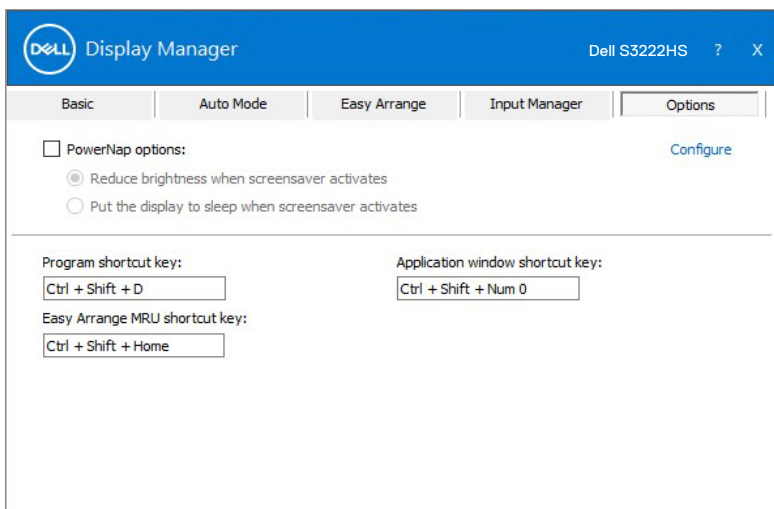 DELL Display Manager Dell S3222HS ? X
Basic Auto Mode Easy Arrange Input Manager Options
PowerNap options: Configure
Reduce brightness when screensaver activates
Put the display to sleep when screensaver activates
Program shortcut key: Application window shortcut key:
Ctrl + Shift + D Ctrl + Shift + Num 0
Easy Arrange MRU shortcut key:
Ctrl + Shift + Home